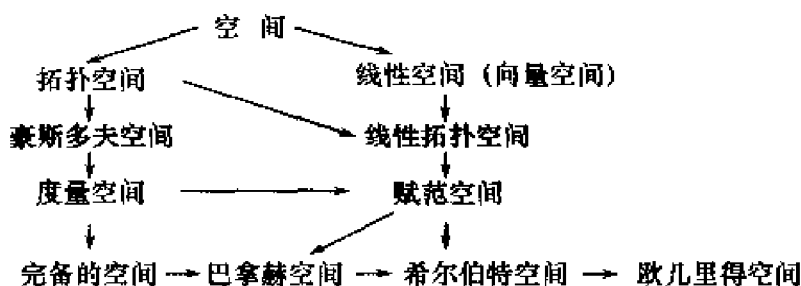 空 间
拓扑空间 线性空间（向量空间）
豪斯多夫空间 线性拓扑空间
度量空间 赋范空间
完备的空间 巴拿赫空间 希尔伯特空间 欧几里得空间